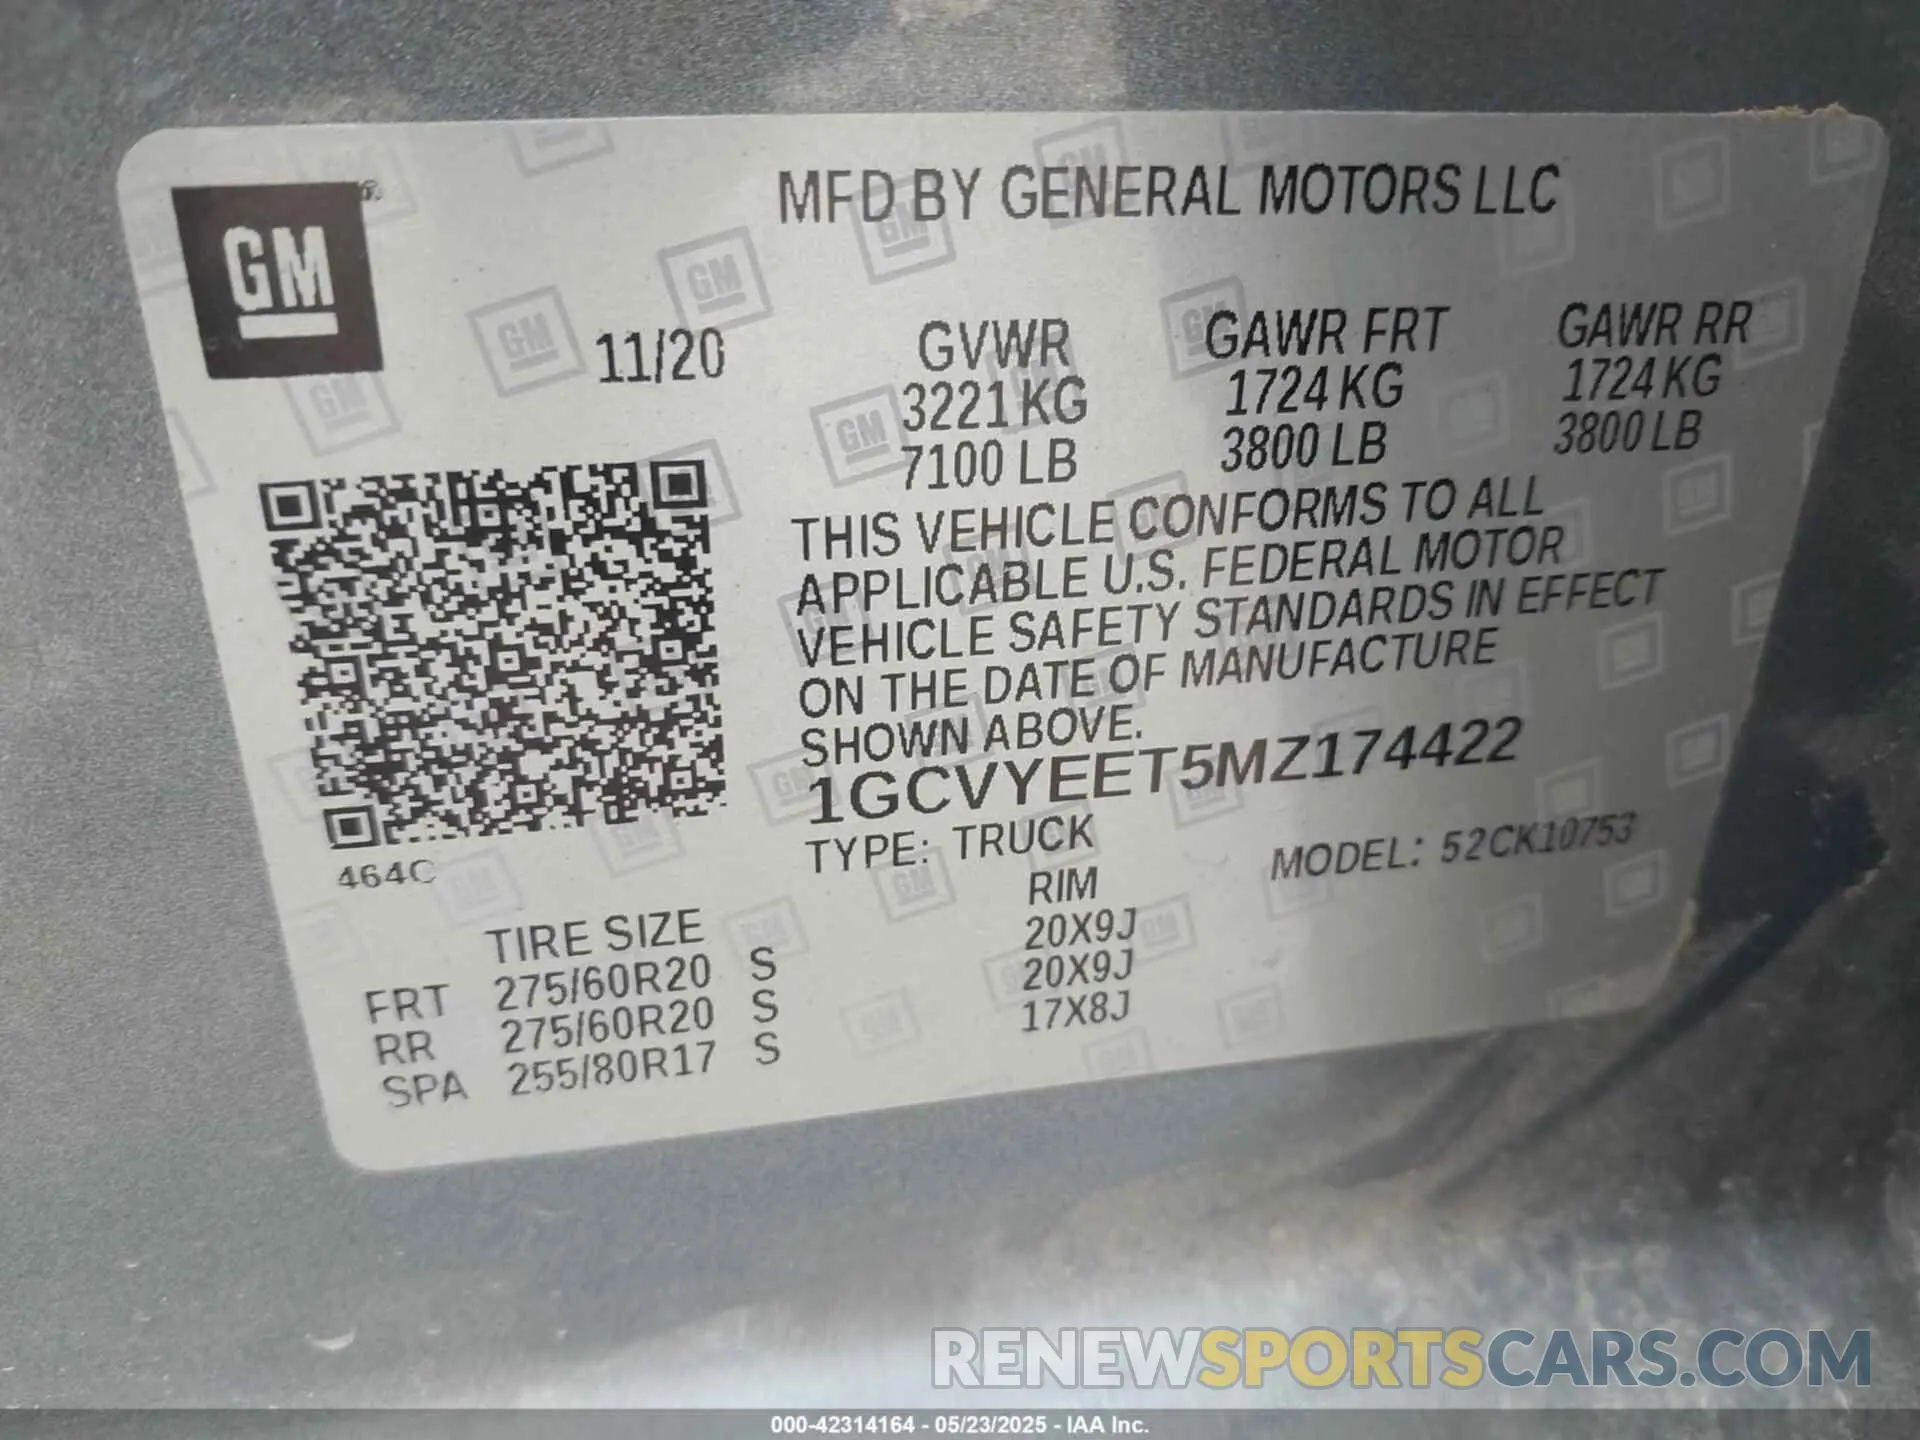 GM
MFD BY GENERAL MOTORS LLC
11/20
GVWR GAWR FRT GAWR RR
3221 KG 1724 KG 1724 KG
7100 LB 3800 LB 3800 LB
THIS VEHICLE CONFORMS TO ALL
APPLICABLE U.S. FEDERAL MOTOR
VEHICLE SAFETY STANDARDS IN EFFECT
ON THE DATE OF MANUFACTURE
SHOWN ABOVE.
1GCVYEET5MZ174422
TYPE: TRUCK MODEL: 52CK10753
464C
TIRE SIZE RIM
FRT 275/60R20 S 20X9J
RR 275/60R20 S 20X9J
SPA 255/80R17 S 17X8J
RENEWSPORTSCARS.COM
000-42314164 - 05/23/2025 - IAA Inc.